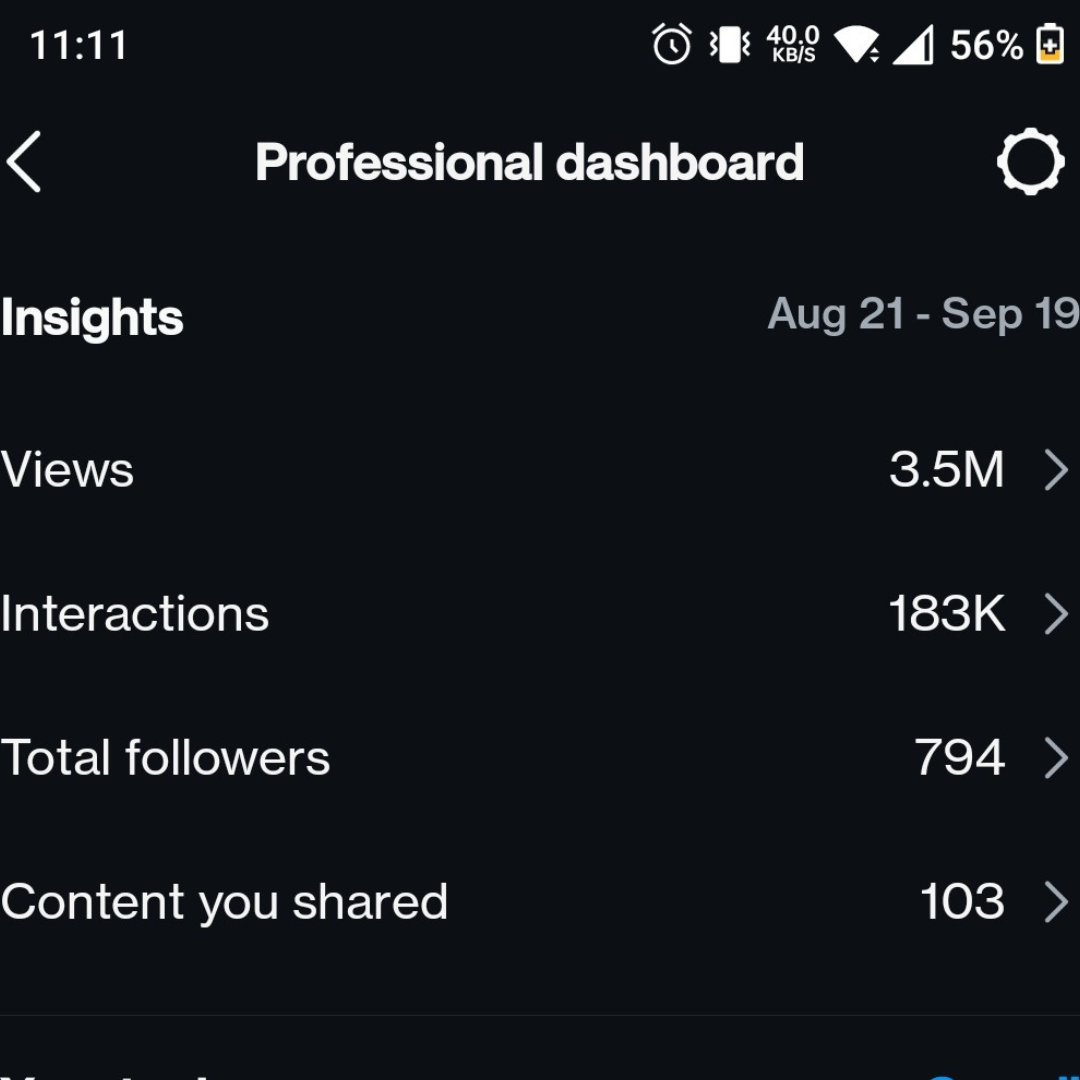 11:11 40.0 KB/S 56%
Professional dashboard
Insights Aug 21 - Sep 19
Views 3.5M
Interactions 183K
Total followers 794
Content you shared 103